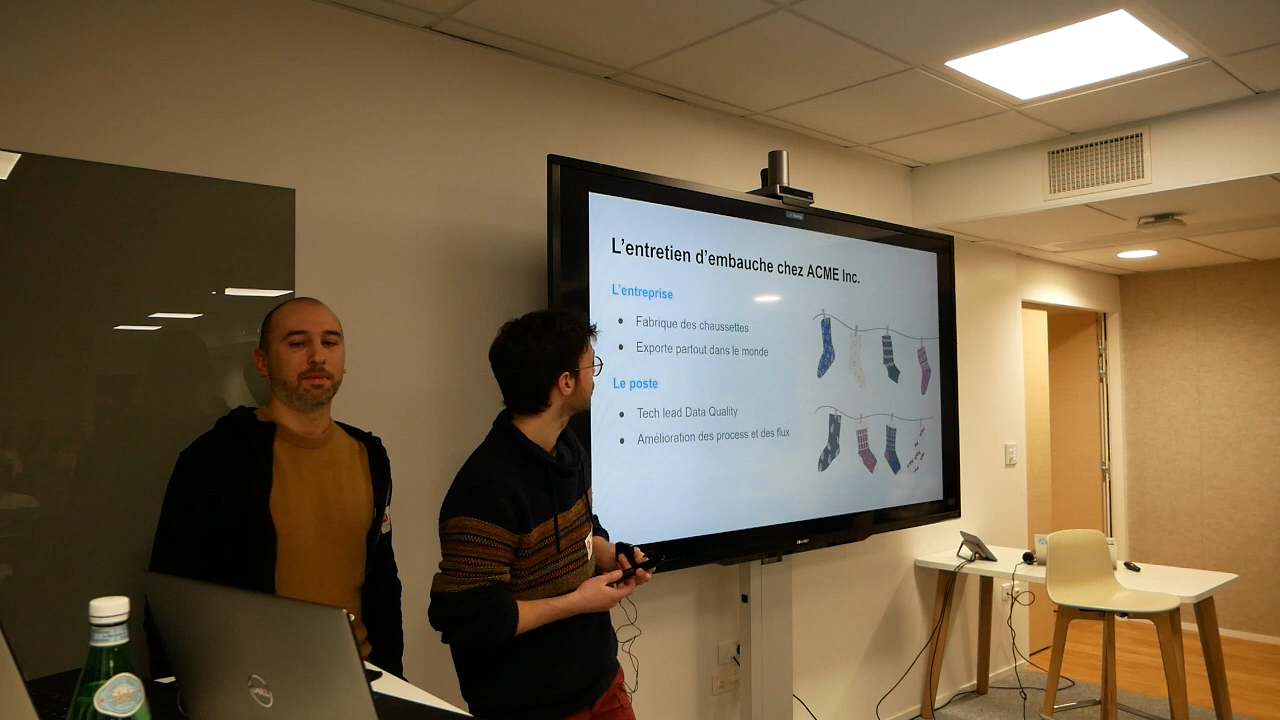 L'entretien d'embauche chez ACME Inc.
L'entreprise
● Fabrique des chaussettes
● Exporte partout dans le monde
Le poste
● Tech lead Data Quality
● Amélioration des process et des flux
DELL